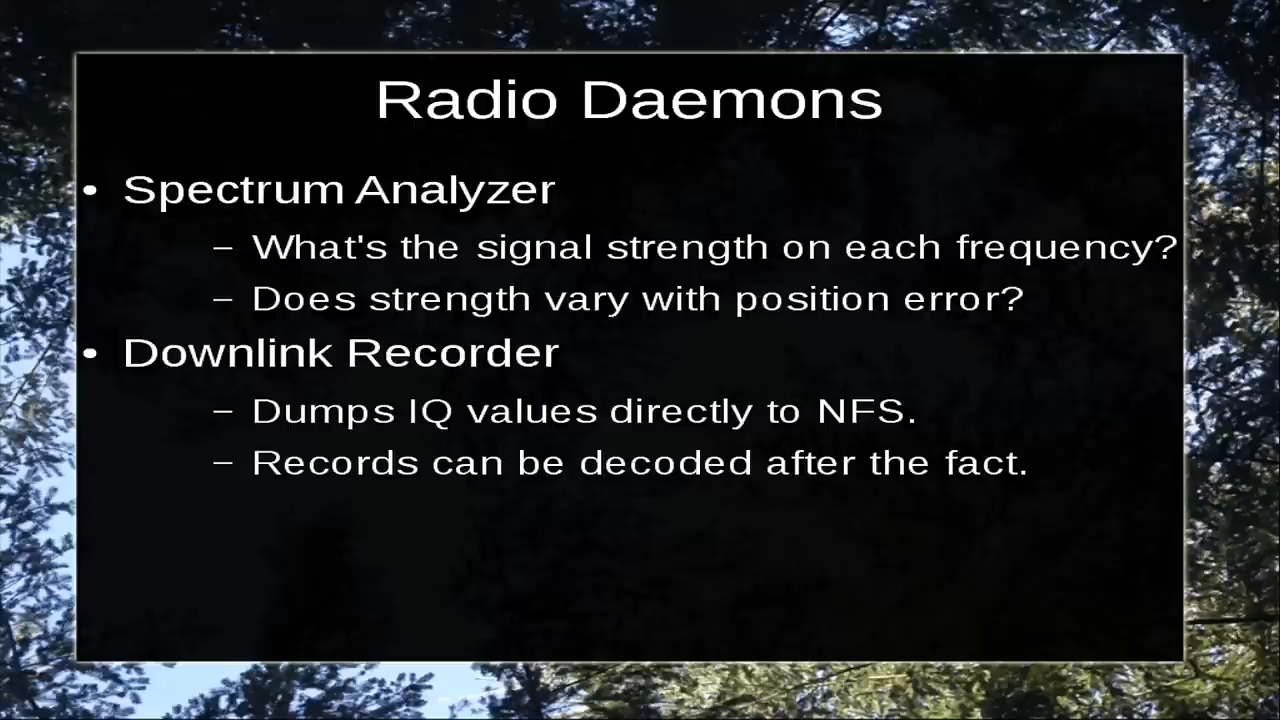 Radio Daemons
• Spectrum Analyzer
– What's the signal strength on each frequency?
– Does strength vary with position error?
• Downlink Recorder
– Dumps IQ values directly to NFS.
– Records can be decoded after the fact.